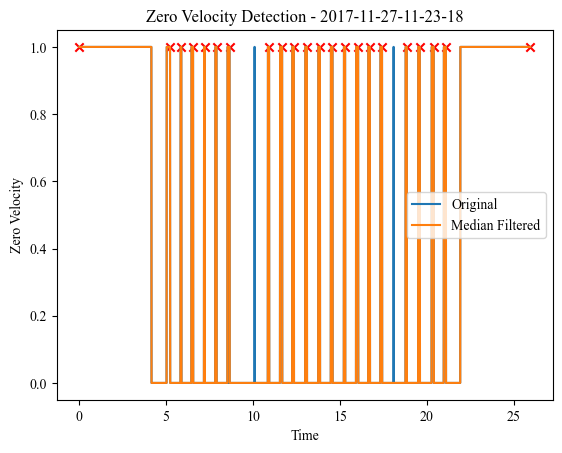 Zero Velocity Detection - 2017-11-27-11-23-18
1.0
0.8
0.6
0.4
0.2
0.0
Zero Velocity
Original
Median Filtered
0
5
10
15
20
25
Time